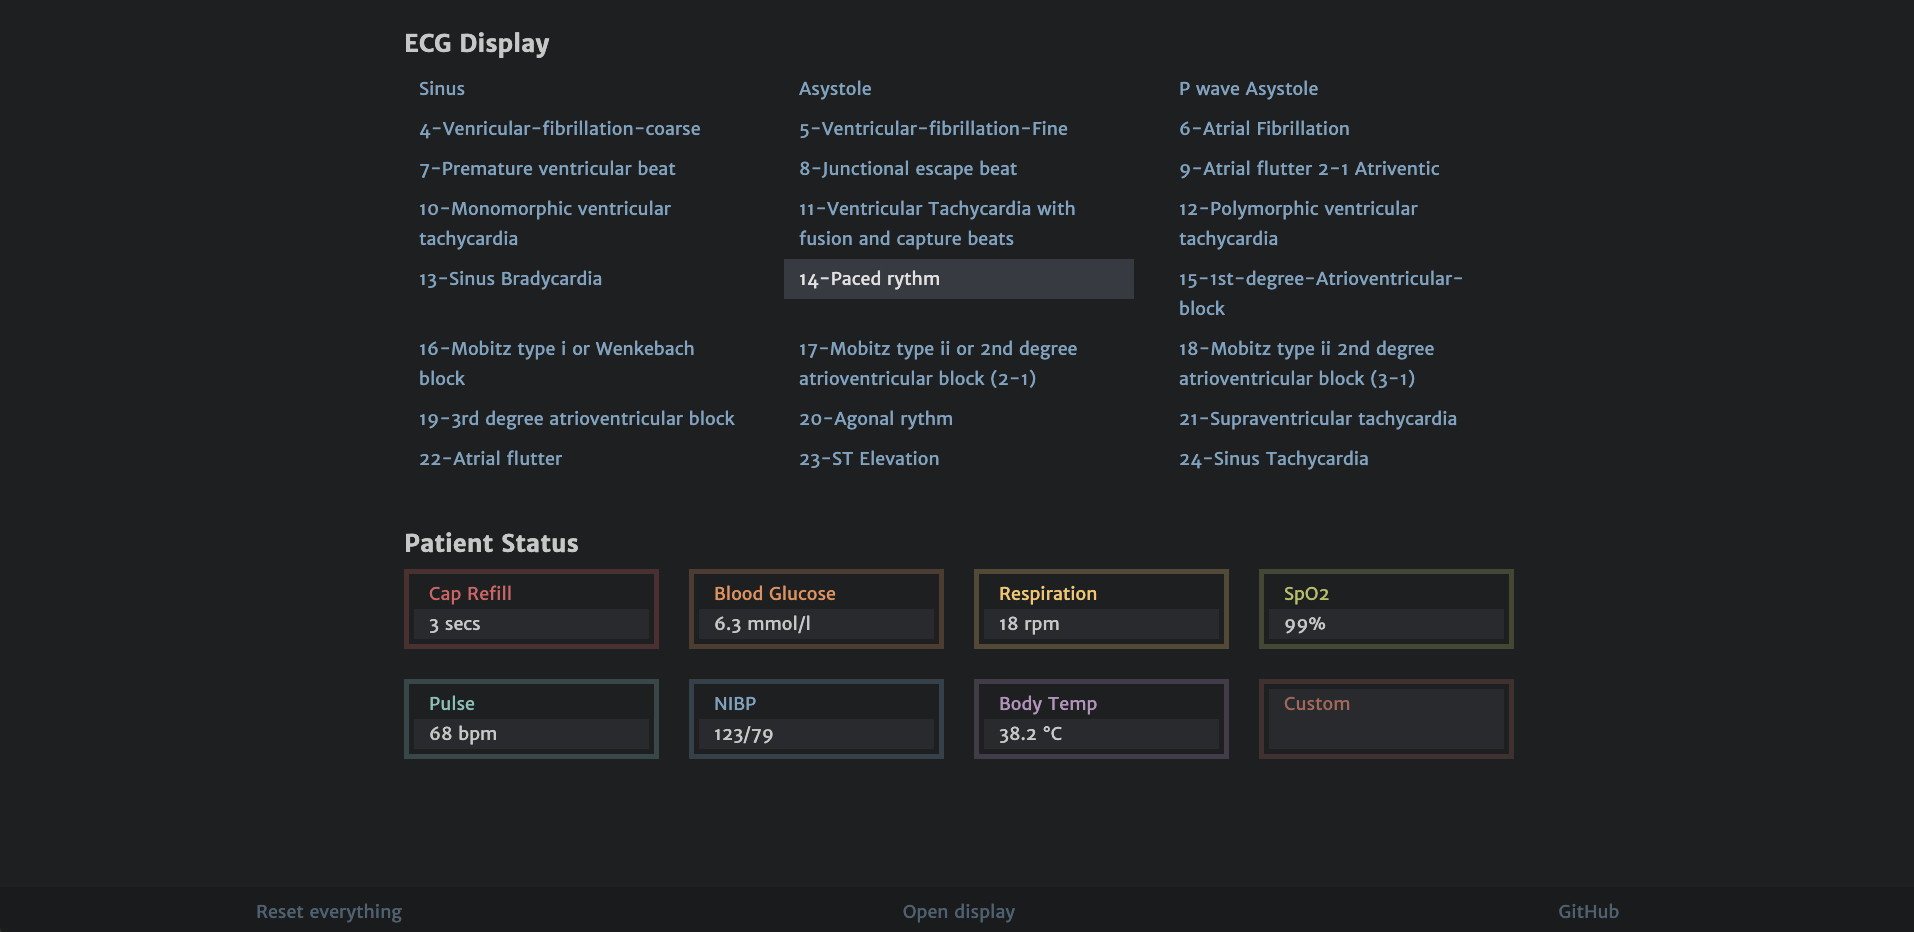 ECG Display
Sinus
Asystole
P wave Asystole
4-Venricular-fibrillation-coarse
5-Ventricular-fibrillation-Fine
6-Atrial Fibrillation
7-Premature ventricular beat
8-Junctional escape beat
9-Atrial flutter 2-1 Atriventic
10-Monomorphic ventricular
tachycardia
11-Ventricular Tachycardia with
fusion and capture beats
12-Polymorphic ventricular
tachycardia
13-Sinus Bradycardia
14-Paced rythm
15-1st-degree-Atrioventricular-
block
16-Mobitz type i or Wenkebach
block
17-Mobitz type ii or 2nd degree
atrioventricular block (2-1)
18-Mobitz type ii 2nd degree
atrioventricular block (3-1)
19-3rd degree atrioventricular block
20-Agonal rythm
21-Supraventricular tachycardia
22-Atrial flutter
23-ST Elevation
24-Sinus Tachycardia
Patient Status
Cap Refill
3 secs
Blood Glucose
6.3 mmol/l
Respiration
18 rpm
SpO2
99%
Pulse
68 bpm
NIBP
123/79
Body Temp
38.2 °C
Custom
Reset everything
Open display
GitHub